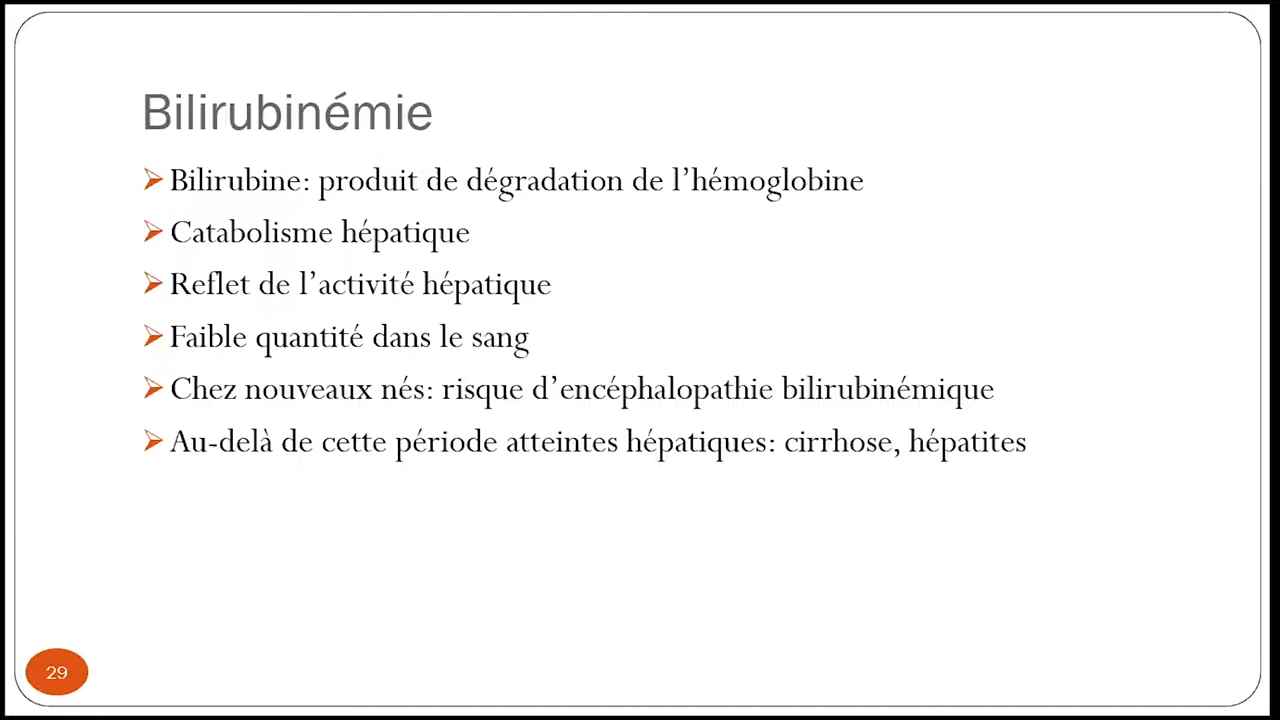 Bilirubinémie
Bilirubine: produit de dégradation de l’hémoglobine
Catabolisme hépatique
Reflet de l’activité hépatique
Faible quantité dans le sang
Chez nouveaux nés: risque d’encéphalopathie bilirubinémique
Au-delà de cette période atteintes hépatiques: cirrhose, hépatites
29